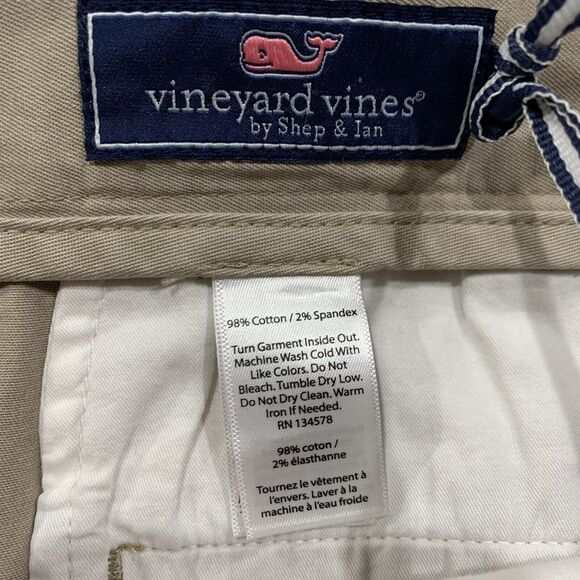 vineyard vines®
by Shep & Ian
98% Cotton / 2% Spandex
Turn Garment Inside Out.
Machine Wash Cold With
Like Colors. Do Not
Bleach. Tumble Dry Low.
Do Not Dry Clean. Warm
Iron If Needed.
RN 134578
98% coton /
2% élasthanne
Tournez le vêtement à
l'envers. Laver à la
machine à l'eau froide